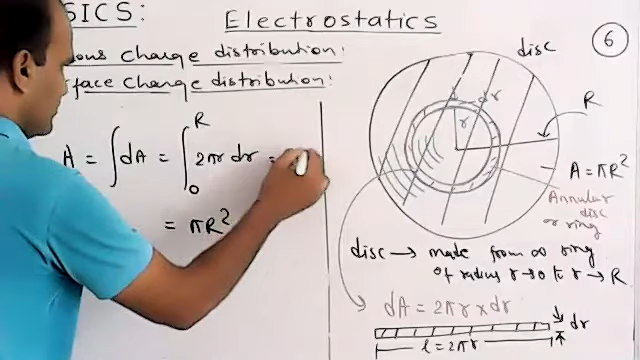 SICS:
Electrostatics
6
ous charge distribution:
face charge distribution:
A = ∫dA = ∫₀ᴿ 2πr dr =
= πR²
disc
dr
r
R
A = πR²
Annular
disc
or ring
disc → made from ∞ ring
of radius r→0 to r→R
dA = 2πr × dr
dr
l = 2πr